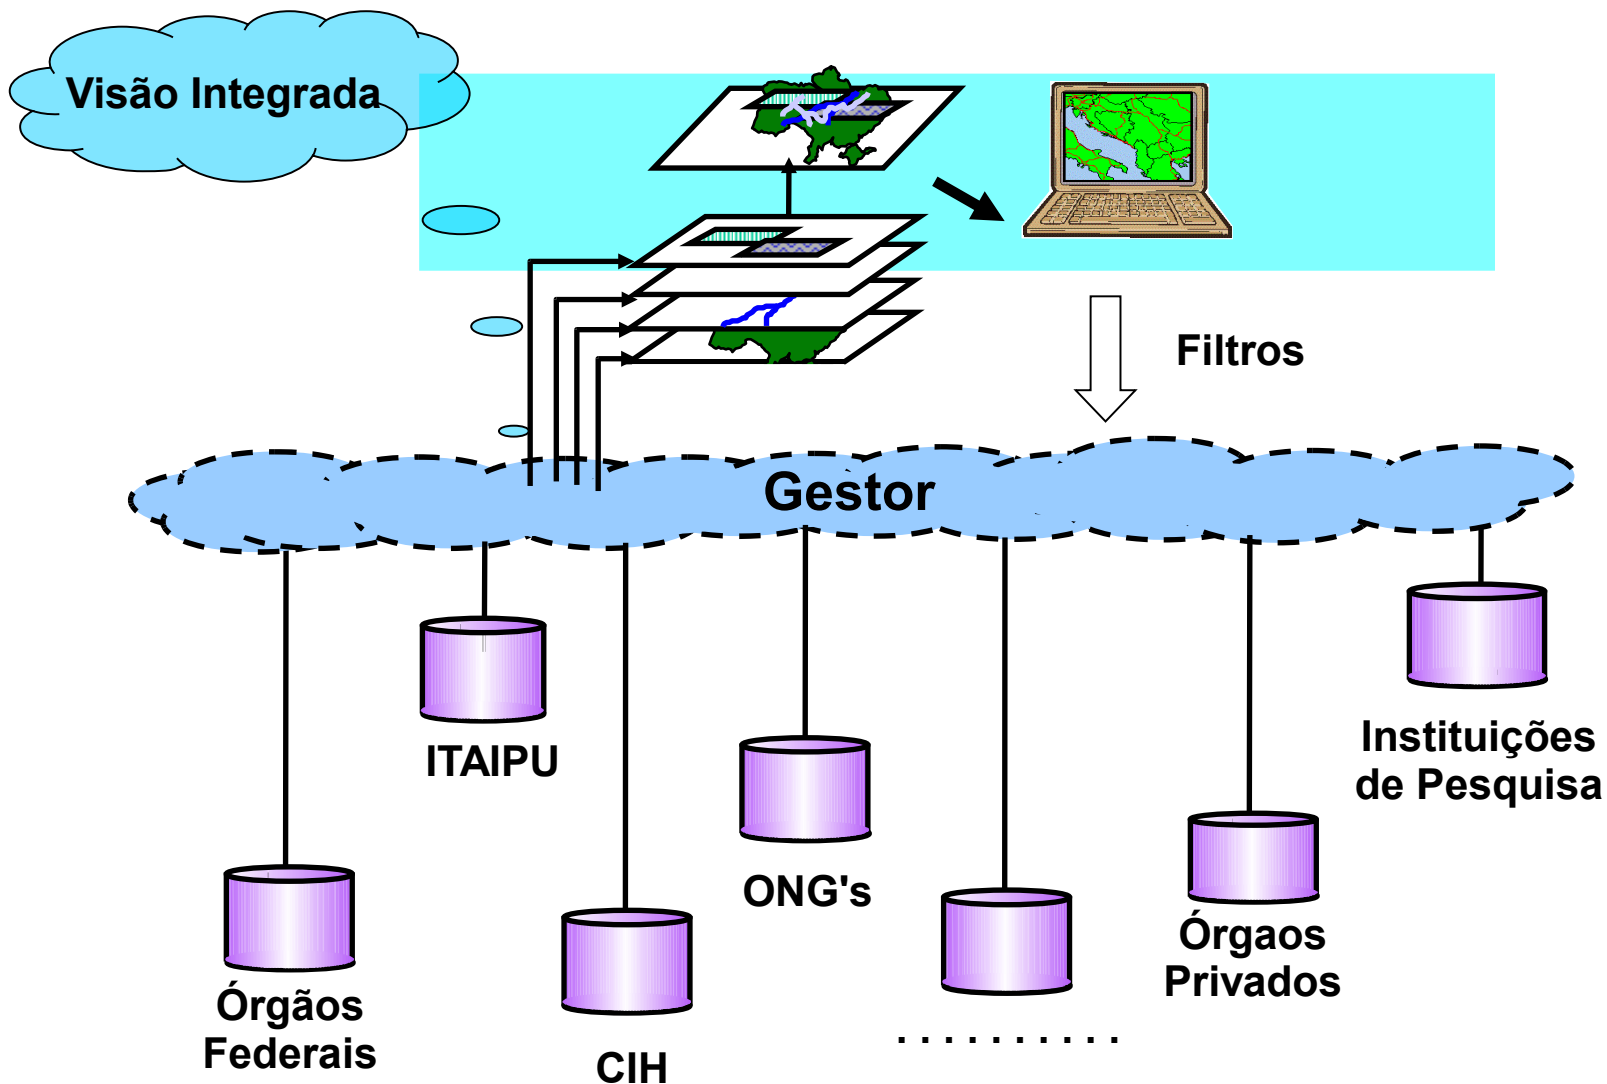 Visão Integrada
Filtros
Gestor
ITAIPU
Instituições
de Pesquisa
ONG's
Órgaos
Privados
Órgãos
Federais
CIH
. . . . . . . . . .